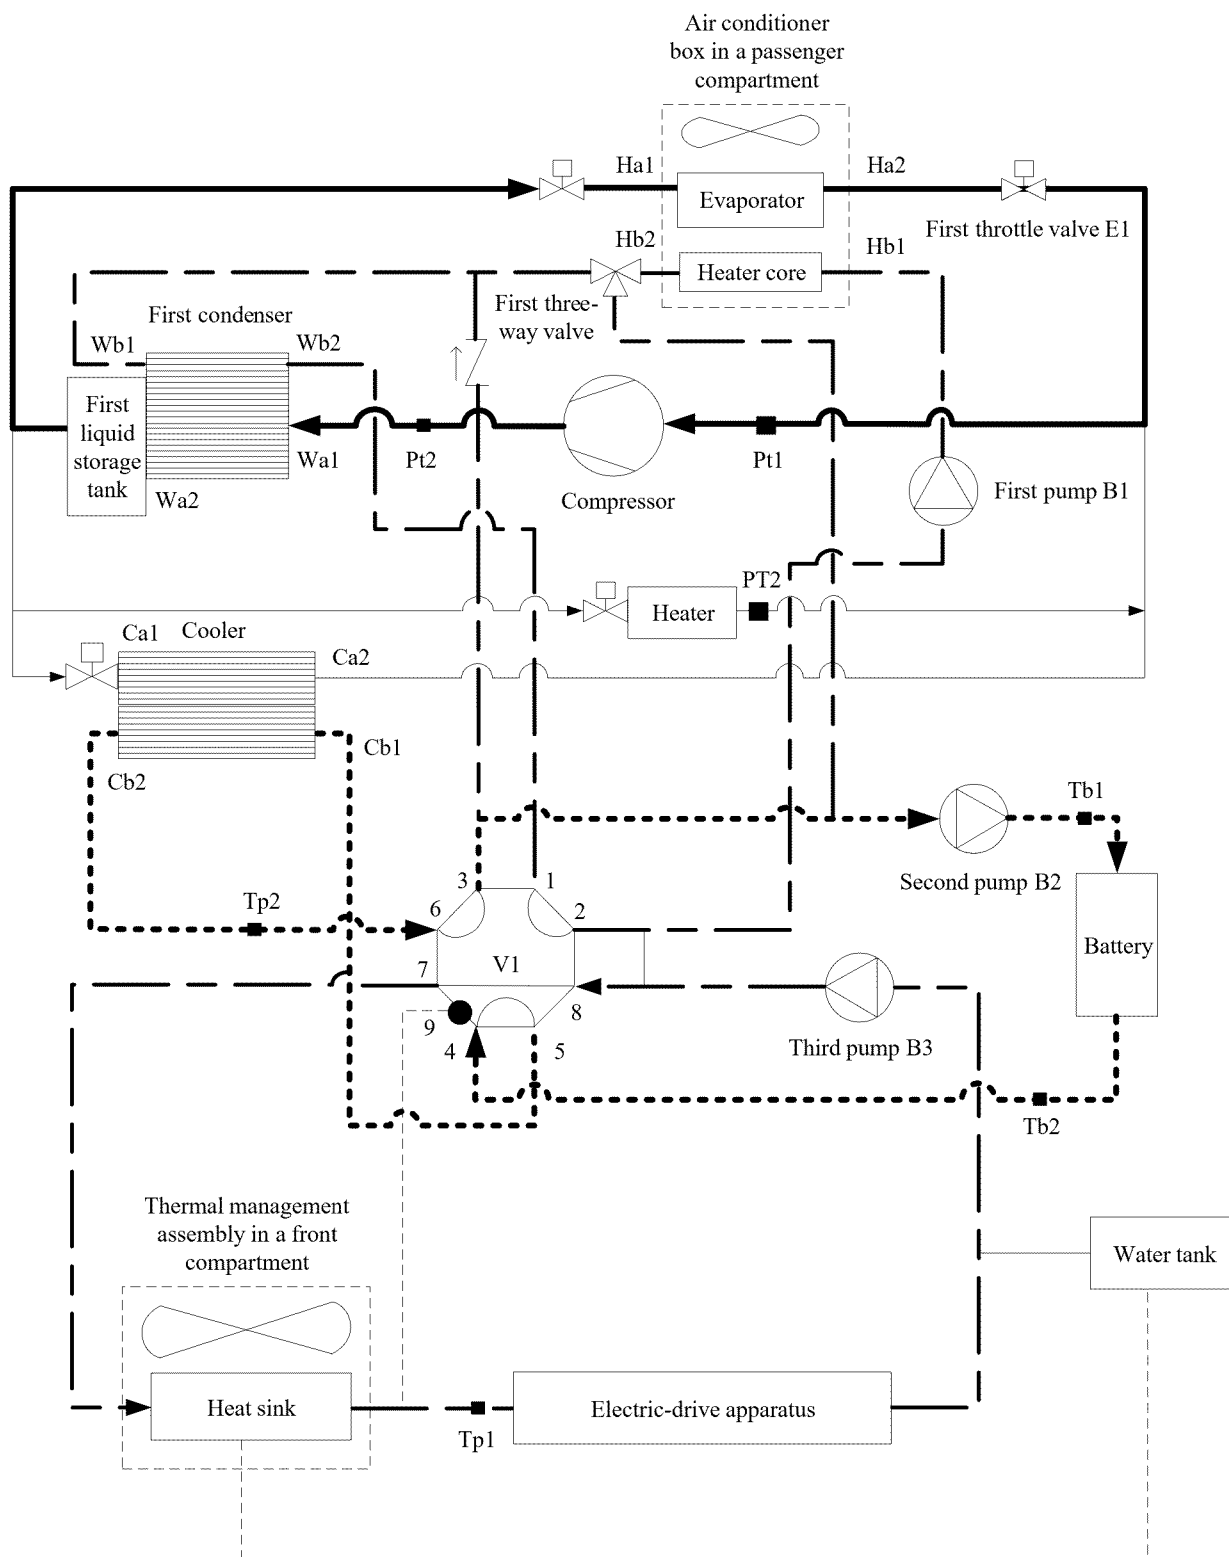 Air conditioner
box in a passenger
compartment
Ha1
Ha2
Evaporator
First throttle valve E1
Hb2
Hb1
Heater core
First three-
way valve
First condenser
Wb1
Wb2
First
liquid
storage
tank
Wa1
Wa2
Pt2
Pt1
Compressor
First pump B1
PT2
Heater
Ca1
Cooler
Ca2
Cb1
Cb2
Tb1
Second pump B2
3
1
6
2
Tp2
Battery
V1
7
8
9
4
5
Third pump B3
Tb2
Thermal management
assembly in a front
compartment
Water tank
Heat sink
Electric-drive apparatus
Tp1